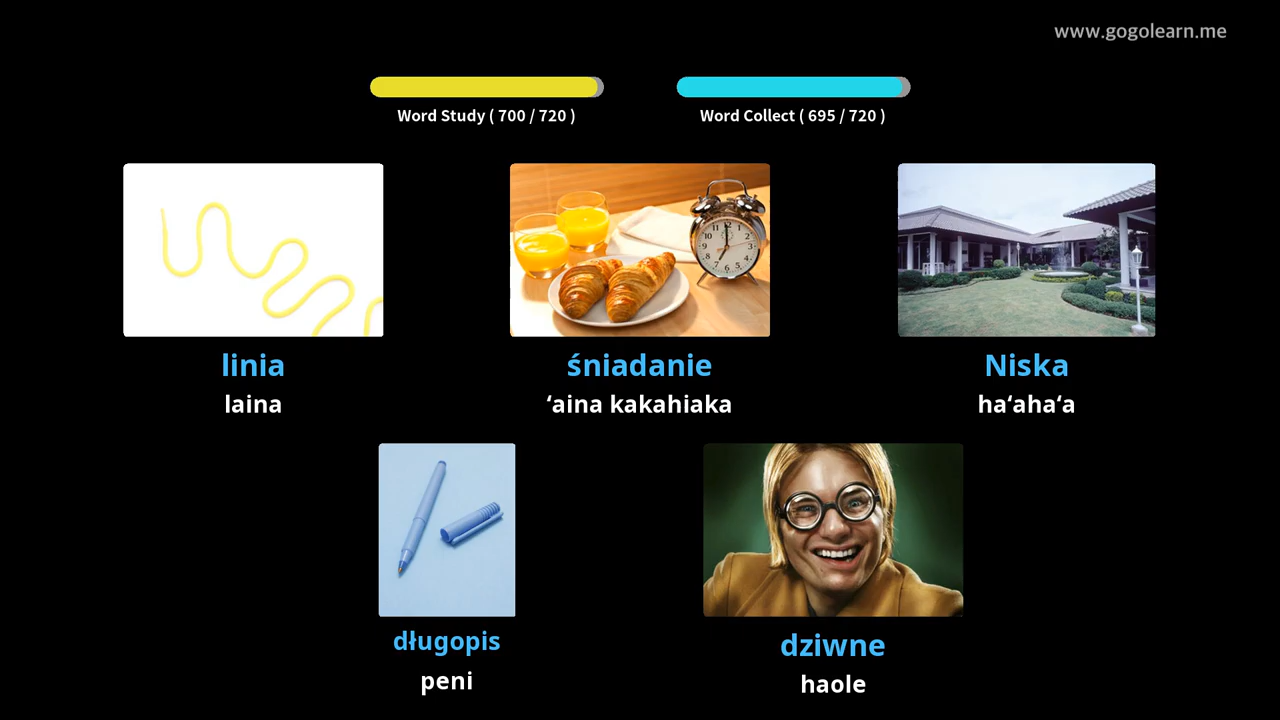 www.gogolearn.me
Word Study ( 700 / 720 )
Word Collect ( 695 / 720 )
linia
laina
śniadanie
ʻaina kakahiaka
Niska
haʻahaʻa
długopis
peni
dziwne
haole